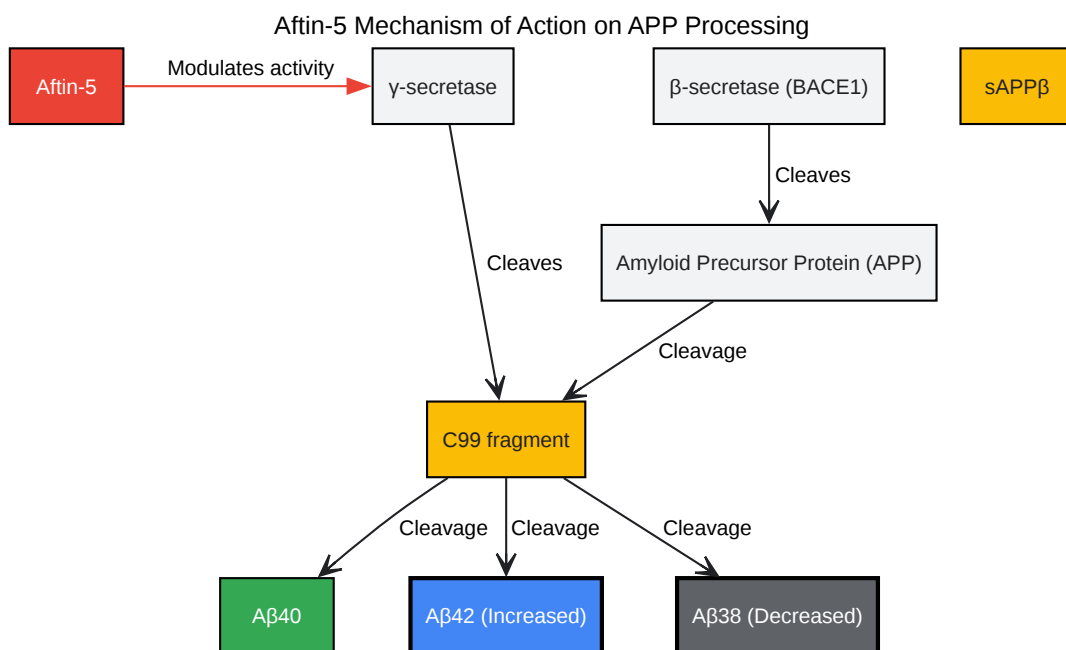 Aftin-5 Mechanism of Action on APP Processing
Aftin-5
Modulates activity
γ-secretase
β-secretase (BACE1)
sAPPβ
Cleaves
Cleaves
Amyloid Precursor Protein (APP)
Cleavage
C99 fragment
Cleavage
Cleavage
Cleavage
Aβ40
Aβ42 (Increased)
Aβ38 (Decreased)